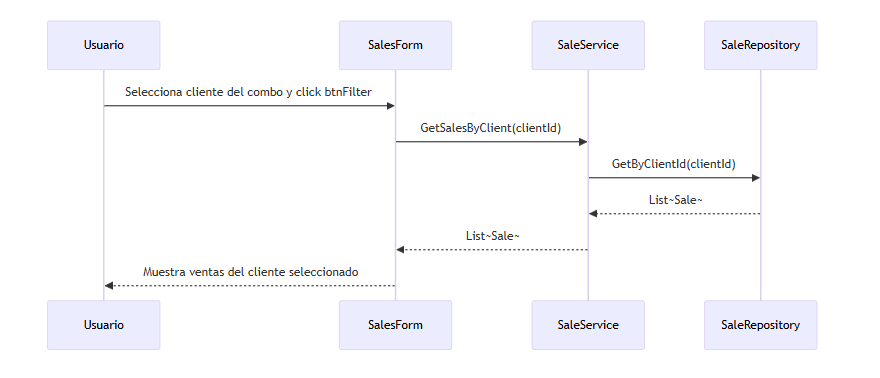 Usuario
SalesForm
SaleService
SaleRepository
Selecciona cliente del combo y click btnFilter
GetSalesByClient(clientId)
GetByClientId(clientId)
List~Sale~
List~Sale~
Muestra ventas del cliente seleccionado
Usuario
SalesForm
SaleService
SaleRepository